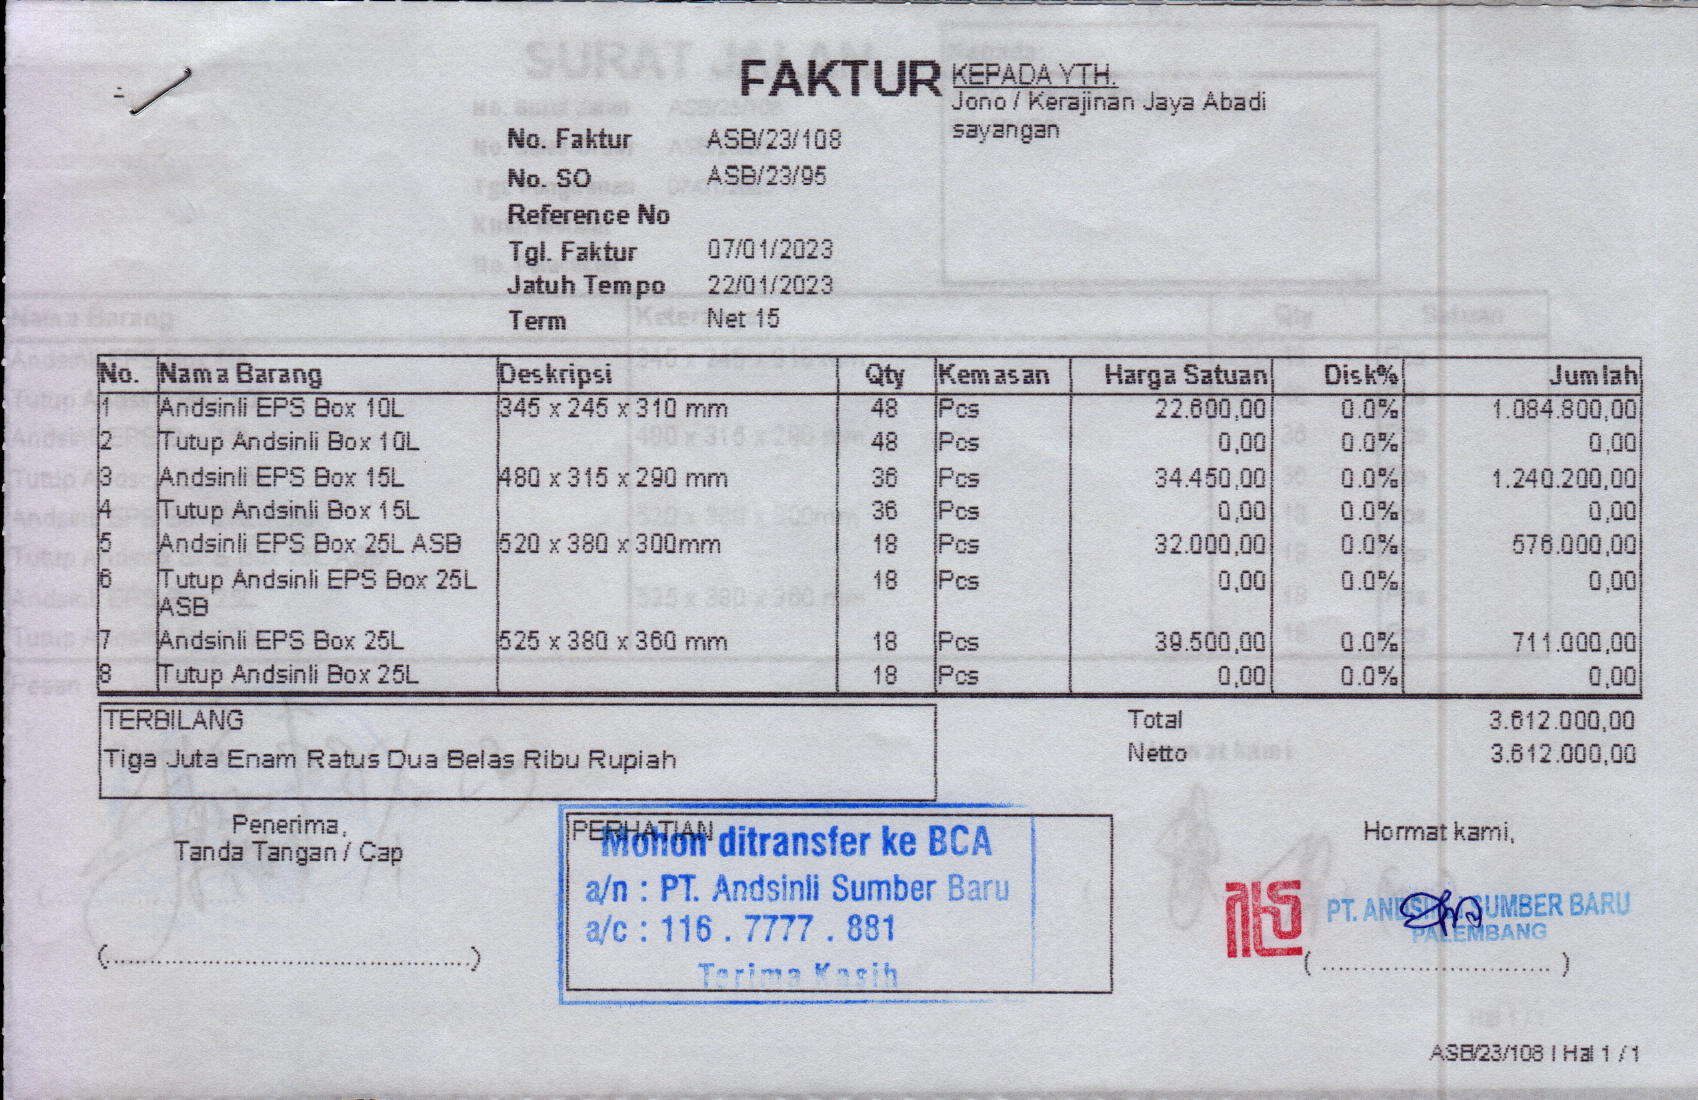 FAKTUR
KEPADA YTH.
Jono / Kerajinan Jaya Abadi
sayangan
No. Faktur ASB/23/108
No. SO ASB/23/95
Reference No
Tgl. Faktur 07/01/2023
Jatuh Tempo 22/01/2023
Term Net 15
No. Nama Barang Deskripsi Qty Kemasan Harga Satuan Disk% Jumlah
1 Andsinli EPS Box 10L 345 x 245 x 310 mm 48 Pcs 22.600,00 0.0% 1.084.800,00
2 Tutup Andsinli Box 10L 48 Pcs 0,00 0.0% 0,00
3 Andsinli EPS Box 15L 480 x 315 x 290 mm 36 Pcs 34.450,00 0.0% 1.240.200,00
4 Tutup Andsinli Box 15L 36 Pcs 0,00 0.0% 0,00
5 Andsinli EPS Box 25L ASB 520 x 380 x 300mm 18 Pcs 32.000,00 0.0% 576.000,00
6 Tutup Andsinli EPS Box 25L 18 Pcs 0,00 0.0% 0,00
ASB
7 Andsinli EPS Box 25L 525 x 380 x 360 mm 18 Pcs 39.500,00 0.0% 711.000,00
8 Tutup Andsinli Box 25L 18 Pcs 0,00 0.0% 0,00
TERBILANG
Tiga Juta Enam Ratus Dua Belas Ribu Rupiah
Total 3.612.000,00
Netto 3.612.000,00
Penerima,
Tanda Tangan / Cap
(..........................................)
PERHATIAN
Mohon ditransfer ke BCA
a/n : PT. Andsinli Sumber Baru
a/c : 116 . 7777 . 881
Terima Kasih
Hormat kami,
PT. ANDSINLI SUMBER BARU
PALEMBANG
( ............................ )
ASB/23/108 | Hal 1 / 1